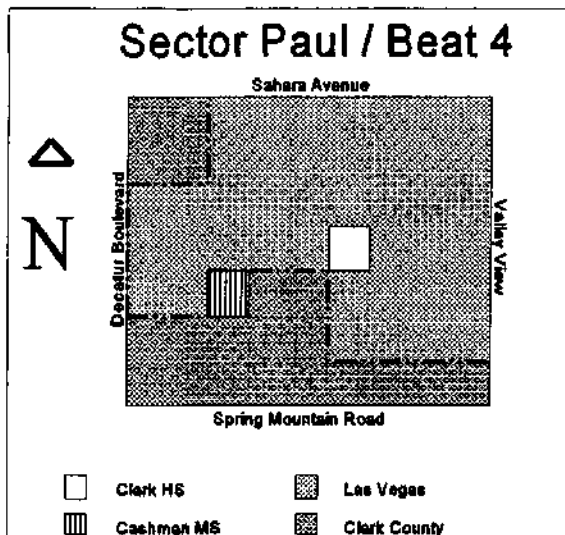 Sector Paul / Beat 4
Sahara Avenue
N
Decatur Boulevard
Valley View
Spring Mountain Road
Clark HS
Las Vegas
Cashman MS
Clark County